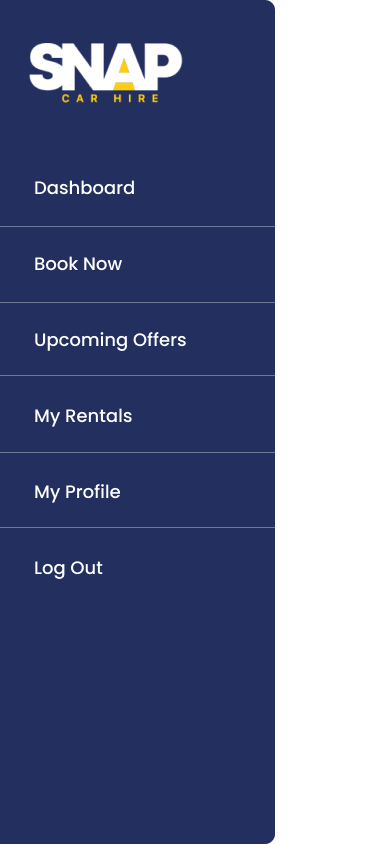 SNAP
CAR HIRE
Dashboard
Book Now
Upcoming Offers
My Rentals
My Profile
Log Out